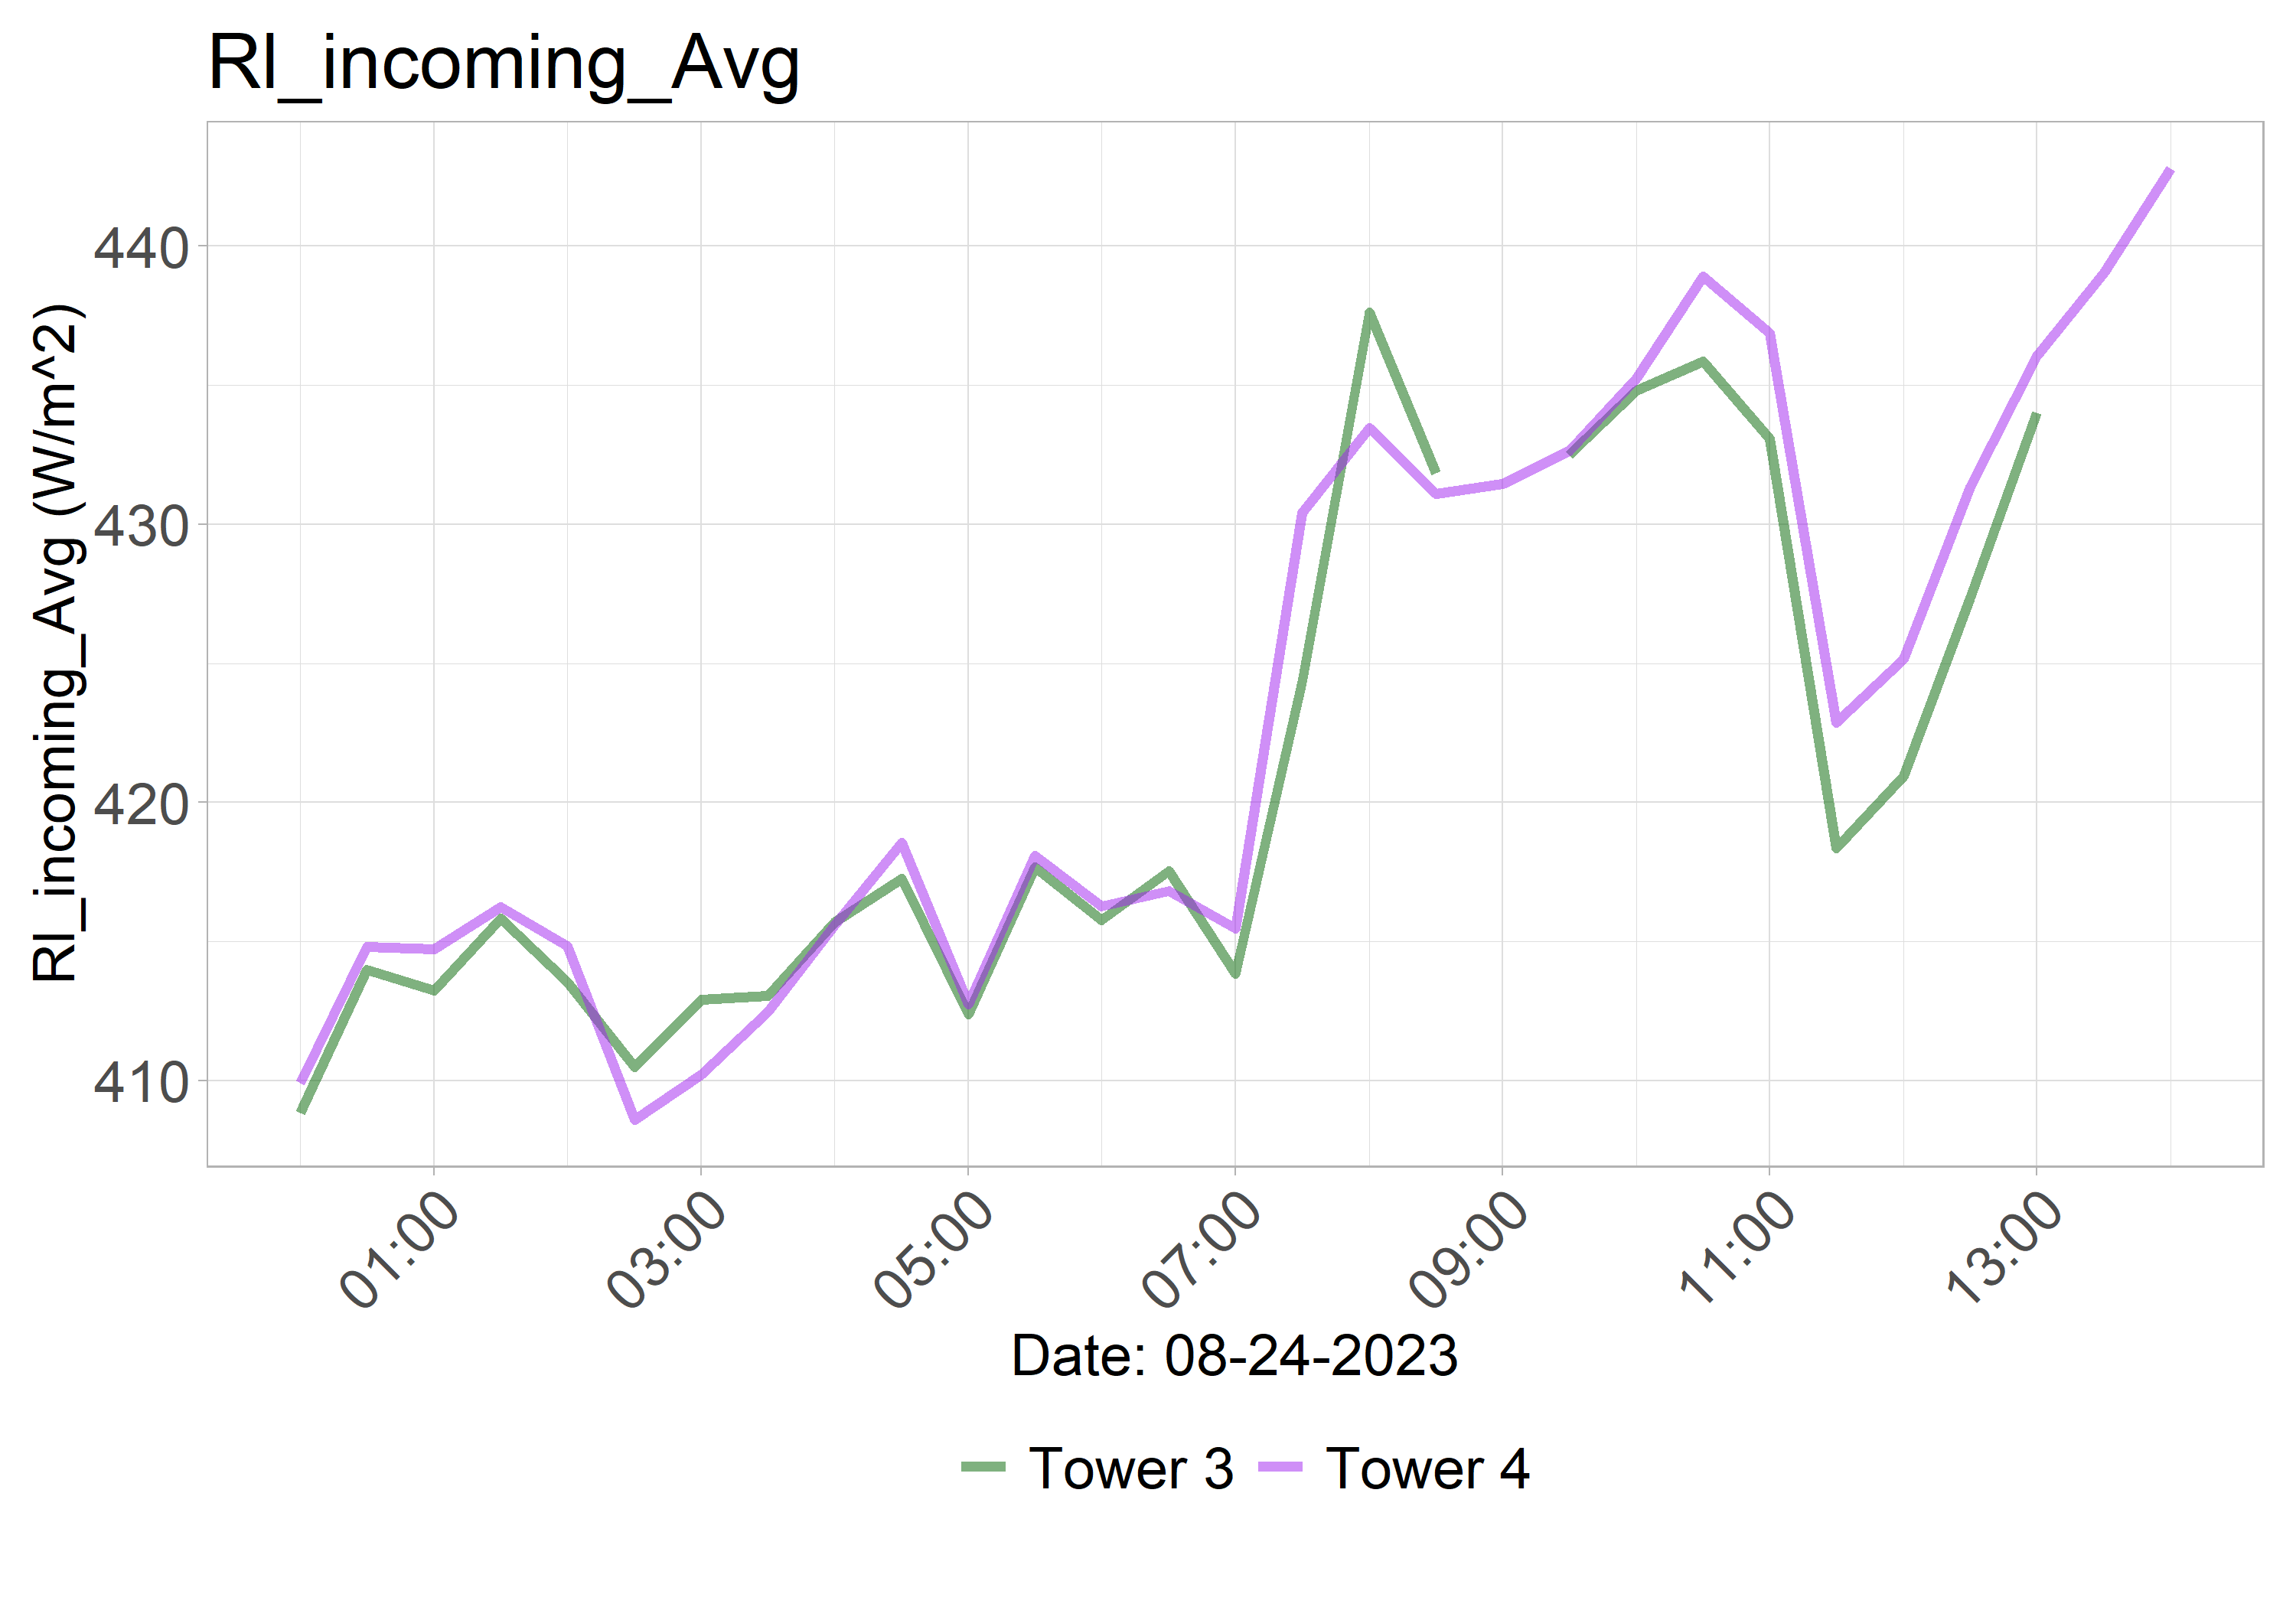 Rl_incoming_Avg
Rl_incoming_Avg (W/m^2)
440
430
420
410
01:00
03:00
05:00
07:00
09:00
11:00
13:00
Date: 08-24-2023
Tower 3
Tower 4